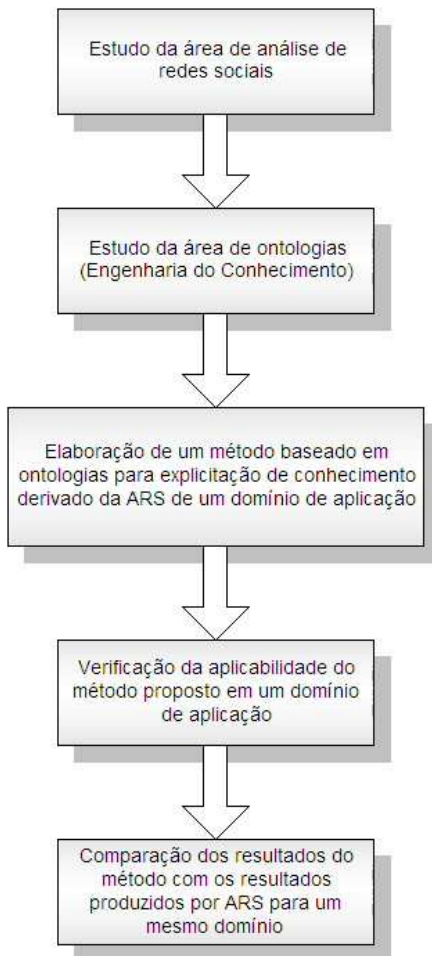 Estudo da área de análise de
redes sociais
Estudo da área de ontologias
(Engenharia do Conhecimento)
Elaboração de um método baseado em
ontologias para explicitação de conhecimento
derivado da ARS de um domínio de aplicação
Verificação da aplicabilidade do
método proposto em um domínio
de aplicação
Comparação dos resultados do
método com os resultados
produzidos por ARS para um
mesmo domínio